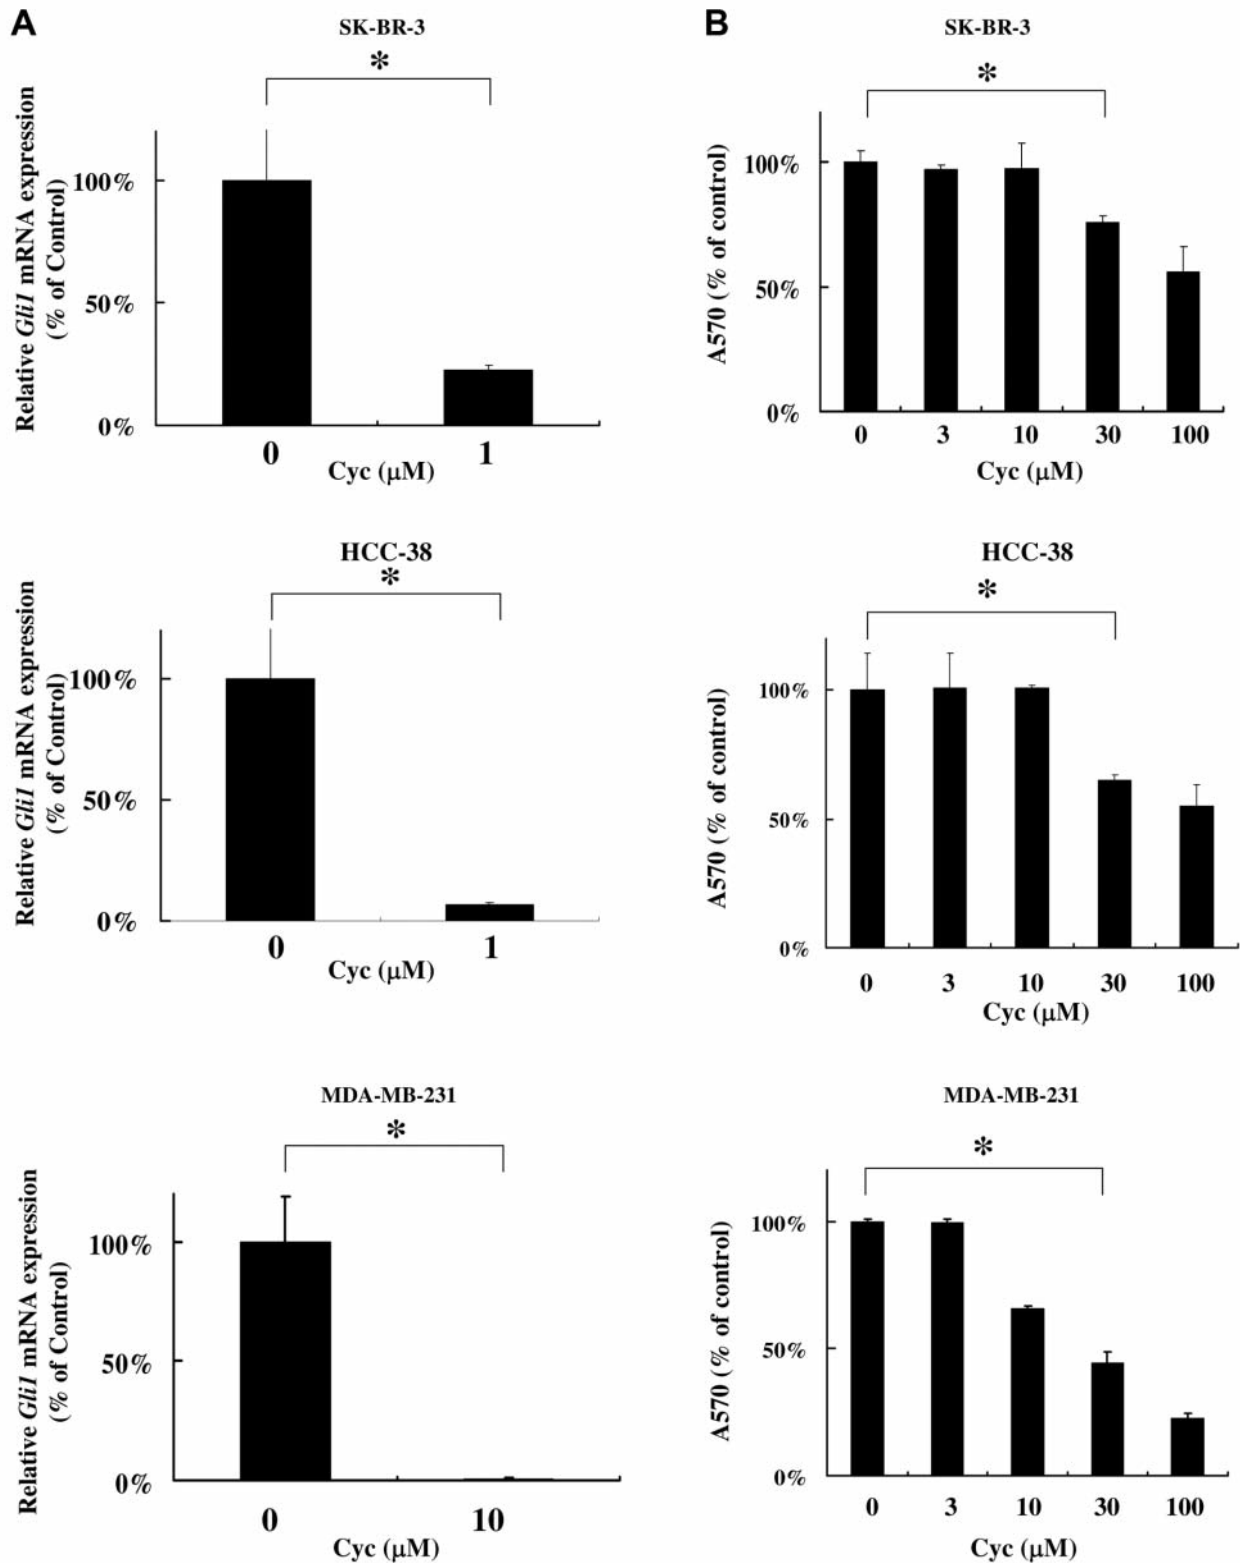 A
SK-BR-3
*
Relative Gli1 mRNA expression
(% of Control)
100%
50%
0%
0 1
Cyc (μM)
B
SK-BR-3
*
A570 (% of control)
100%
50%
0%
0 3 10 30 100
Cyc (μM)
HCC-38
*
Relative Gli1 mRNA expression
(% of Control)
100%
50%
0%
0 1
Cyc (μM)
HCC-38
*
A570 (% of control)
100%
50%
0%
0 3 10 30 100
Cyc (μM)
MDA-MB-231
*
Relative Gli1 mRNA expression
(% of Control)
100%
50%
0%
0 10
Cyc (μM)
MDA-MB-231
*
A570 (% of control)
100%
50%
0%
0 3 10 30 100
Cyc (μM)